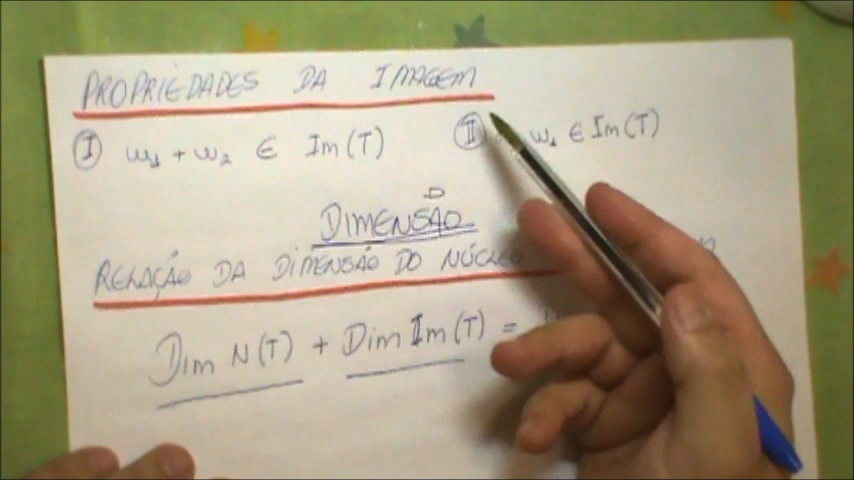 PROPRIEDADES DA IMAGEM
I w₁ + w₂ ∈ Im(T) II w₁ ∈ Im(T)
DIMENSÃO
RELAÇÃO DA DIMENSÃO DO NÚCLEO
Dim N(T) + Dim Im(T) =